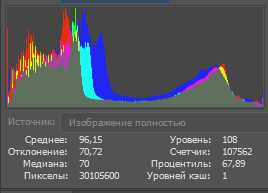 Источник: Изображение полностью
Среднее: 96,15 Уровень: 108
Отклонение: 70,72 Счетчик: 107562
Медиана: 70 Процентиль: 67,89
Пикселы: 30105600 Уровней кэш: 1